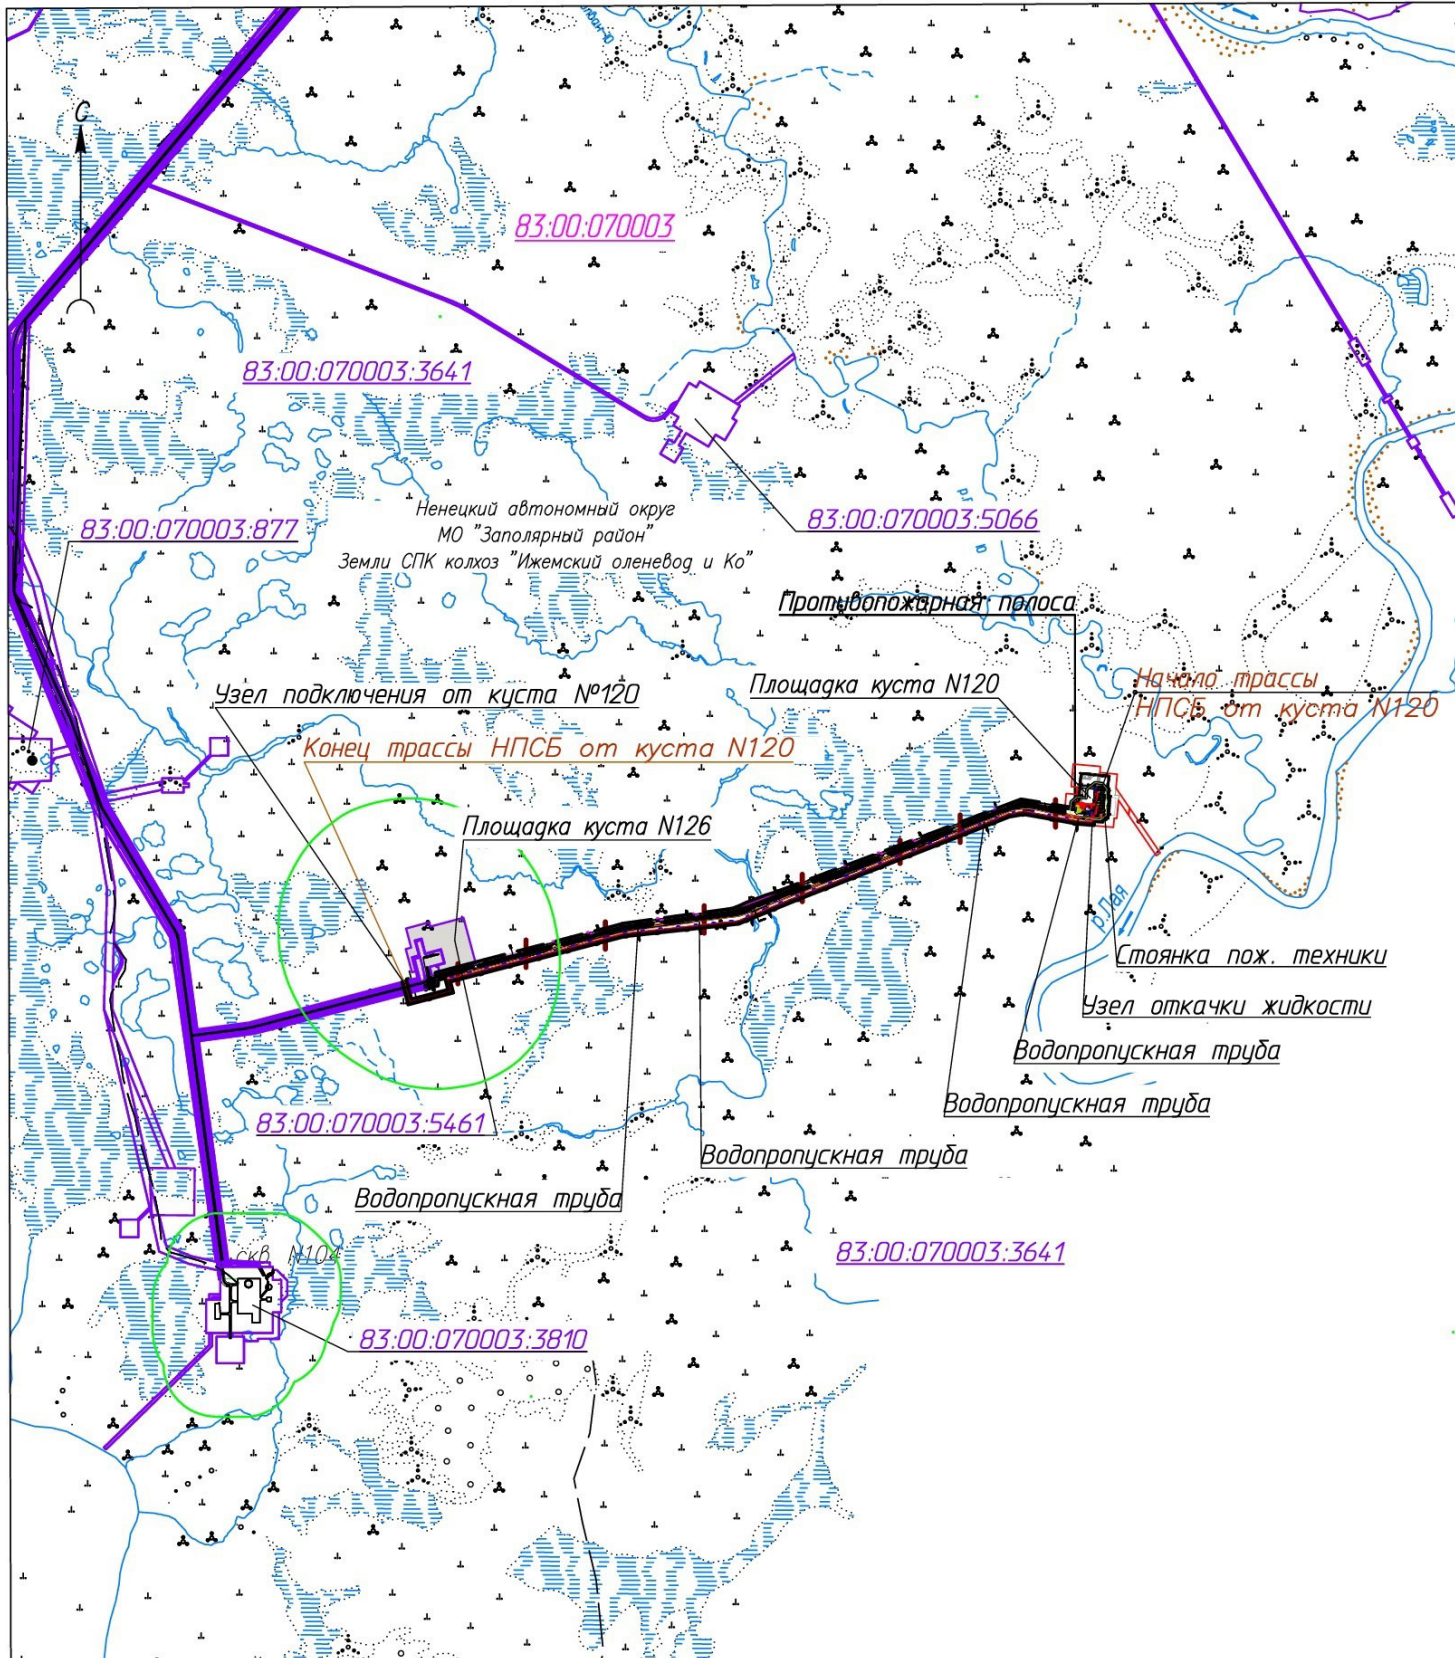 С
83:00:070003
83:00:070003:3641
83:00:070003:877
Ненецкий автономный округ
МО "Заполярный район"
Земли СПК колхоз "Ижемский оленевод и Ко"
83:00:070003:5066
Противопожарная полоса
Узел подключения от куста №120
Площадка куста N120
Начало трассы
НПСБ от куста N120
Конец трассы НПСБ от куста N120
Площадка куста N126
р.Лая
Стоянка пож. техники
Узел откачки жидкости
Водопропускная труба
Водопропускная труба
83:00:070003:5461
Водопропускная труба
Водопропускная труба
скв. N104
83:00:070003:3641
83:00:070003:3810